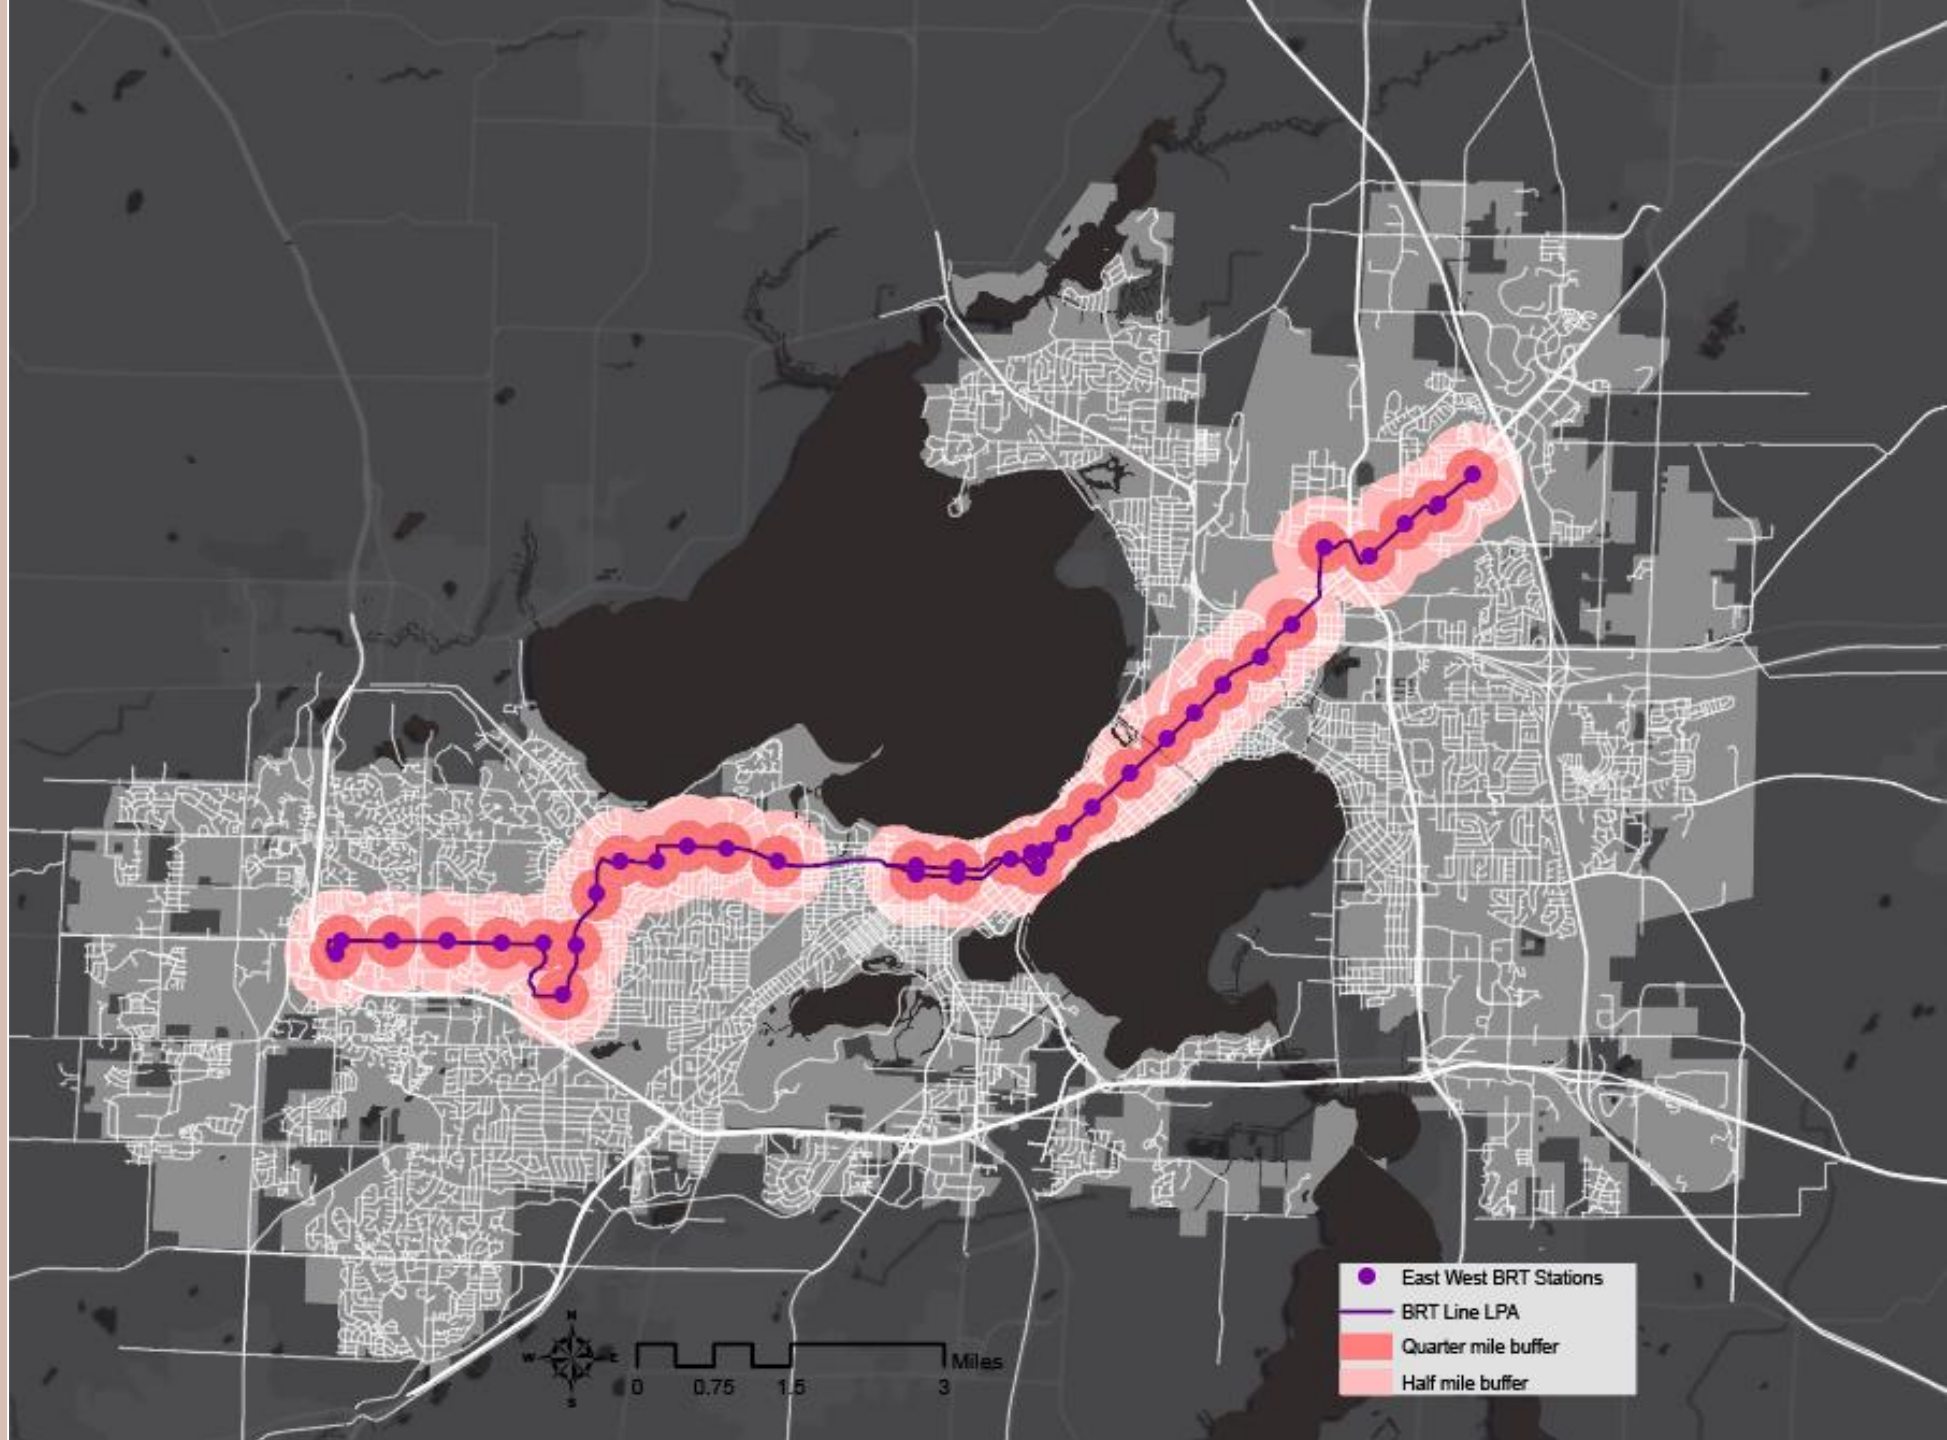 East West BRT Stations
BRT Line LPA
Quarter mile buffer
Half mile buffer
N
W E
S
Miles
0 0.75 1.5 3